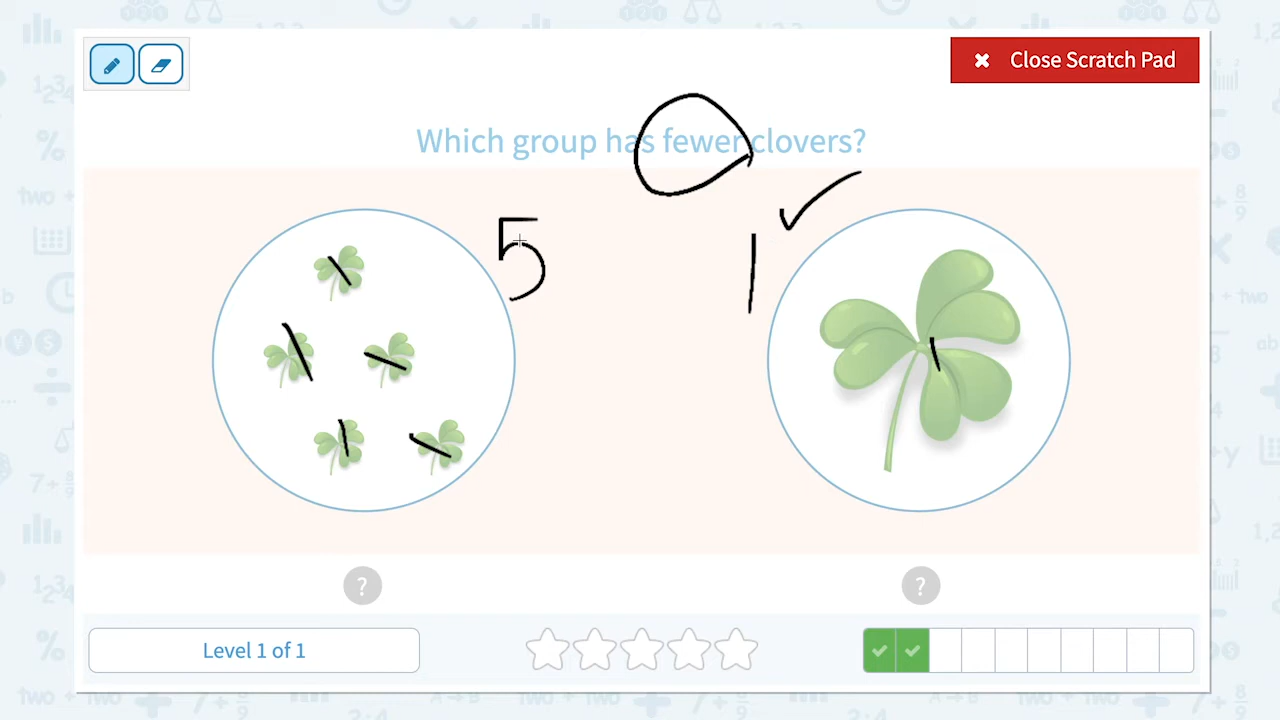 Close Scratch Pad
Which group has fewer clovers?
5
1
?
?
Level 1 of 1